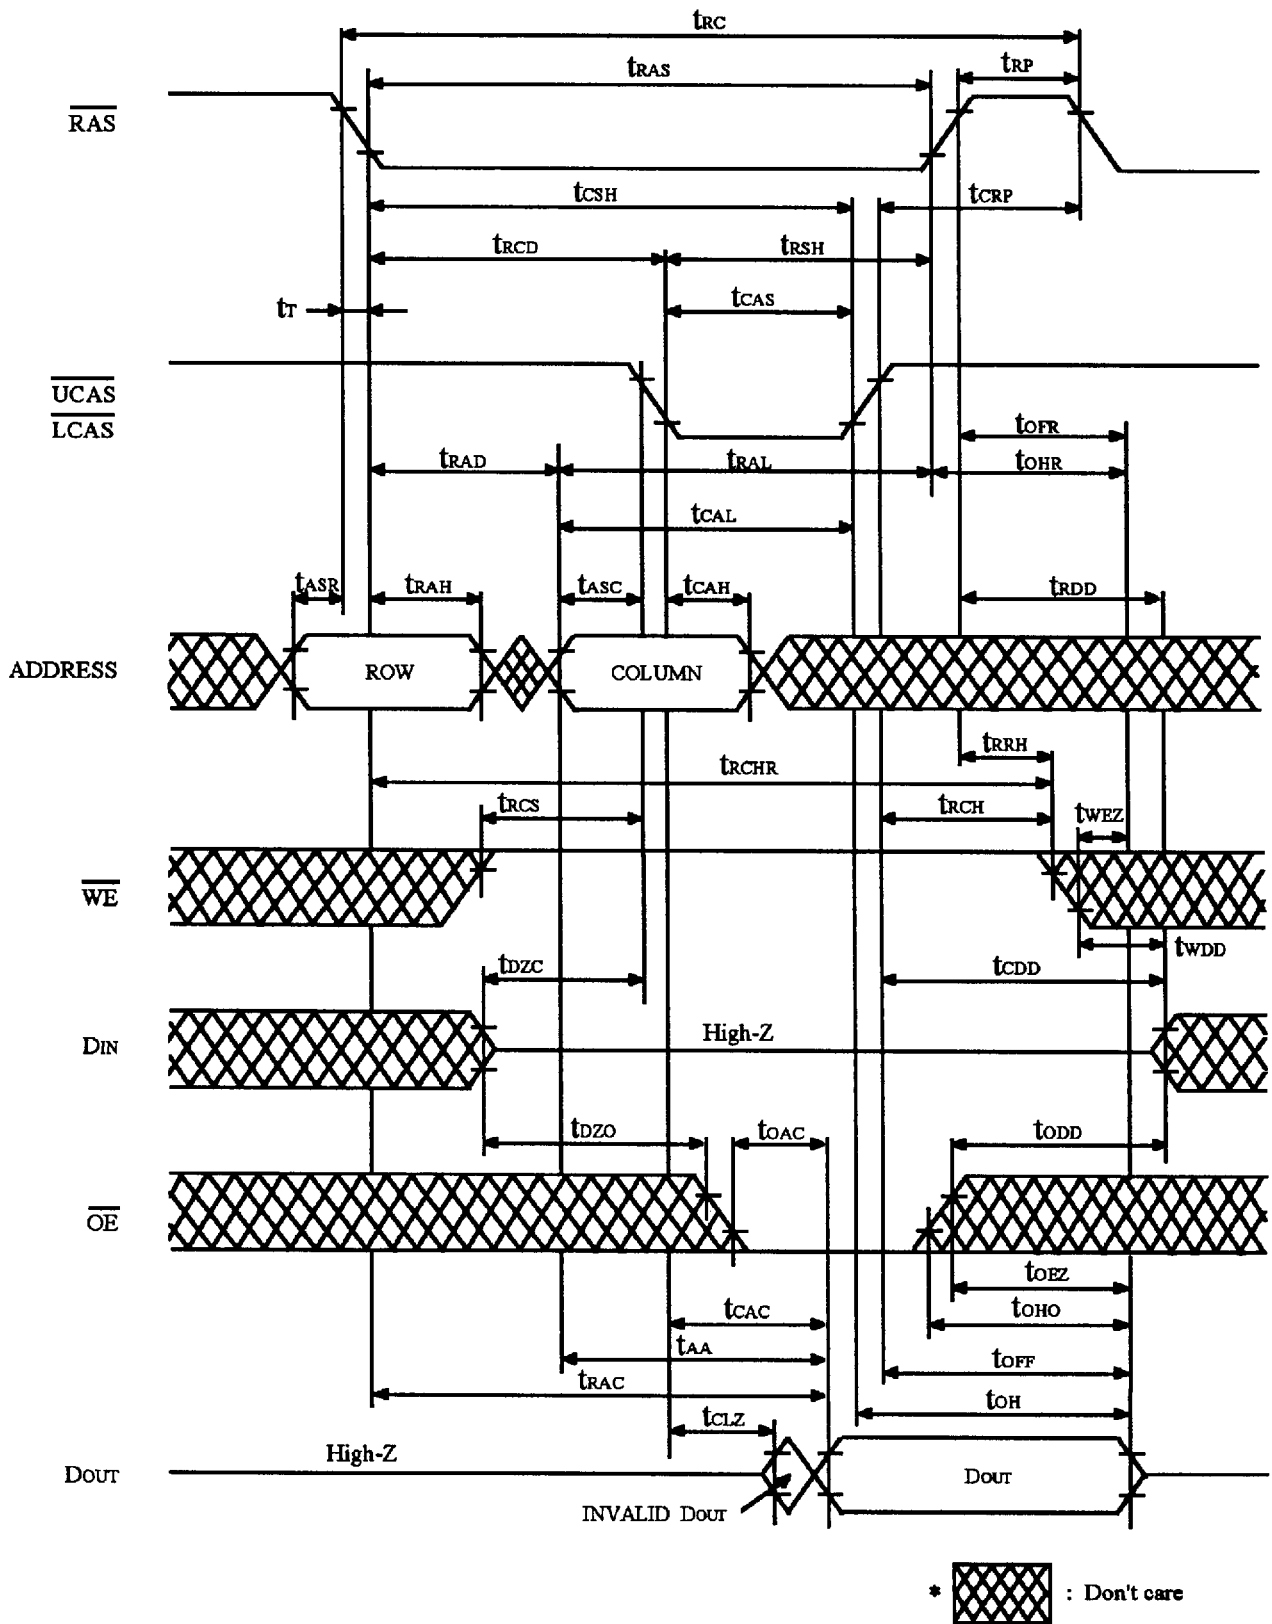 tRC
tRAS
tRP
RAS
tCSH
tCRP
tRCD
tRSH
tT
tCAS
UCAS
LCAS
tOFR
tRAD
tRAL
tOHR
tCAL
tASR
tRAH
tASC
tCAH
tRDD
ADDRESS
ROW
COLUMN
tRRH
tRCHR
tRCS
tRCH
tWEZ
WE
tWDD
tDZC
tCDD
DIN
High-Z
tDZO
tOAC
tODD
OE
tOEZ
tCAC
tOHO
tAA
tOFF
tRAC
tOH
tCLZ
High-Z
DOUT
DOUT
INVALID DOUT
* : Don't care